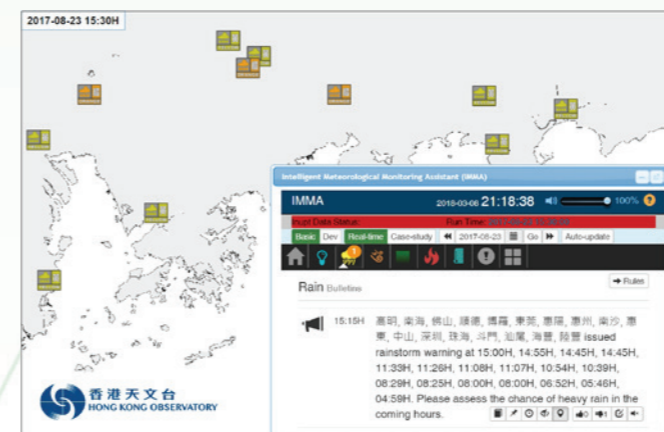 2017-08-23 15:30H
Intelligent Meteorological Monitoring Assistant (IMMA)
IMMA
2018-03-06 21:18:38
100%
Input Data Status:
Run Time:
Basic Dev Real-time Case-study 2017-08-23 Go Auto-update
1
Rain Bulletins
Rules
15:15H
高明, 南海, 佛山, 順德, 博羅, 東莞, 惠陽, 惠州, 南沙, 惠
東, 中山, 深圳, 珠海, 斗門, 汕尾, 海豐, 陸豐 issued
rainstorm warning at 15:00H, 14:55H, 14:45H, 14:45H,
11:33H, 11:26H, 11:08H, 11:07H, 10:54H, 10:39H,
08:29H, 08:25H, 08:00H, 08:00H, 06:52H, 05:46H,
04:59H. Please assess the chance of heavy rain in the
coming hours.
香港天文台
HONG KONG OBSERVATORY